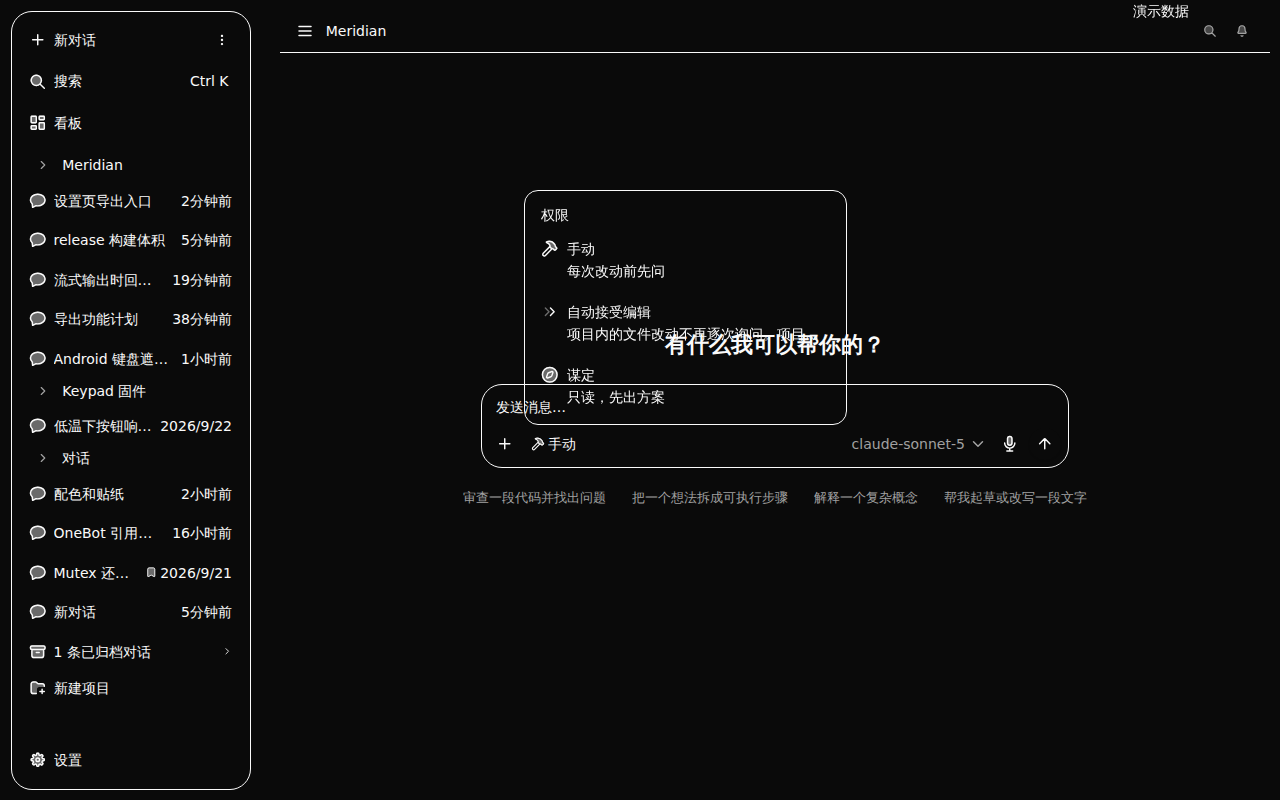 新对话
搜索 Ctrl K
看板
Meridian
设置页导出入口 2分钟前
release 构建体积 5分钟前
流式输出时回… 19分钟前
导出功能计划 38分钟前
Android 键盘遮… 1小时前
Keypad 固件
低温下按钮响… 2026/9/22
对话
配色和贴纸 2小时前
OneBot 引用… 16小时前
Mutex 还… 2026/9/21
新对话 5分钟前
1 条已归档对话
新建项目
设置
Meridian
演示数据
权限
手动
每次改动前先问
自动接受编辑
项目内的文件改动不再逐次询问，项目…
有什么我可以帮你的？
谋定
只读，先出方案
发送消息…
手动 claude-sonnet-5
审查一段代码并找出问题 把一个想法拆成可执行步骤 解释一个复杂概念 帮我起草或改写一段文字